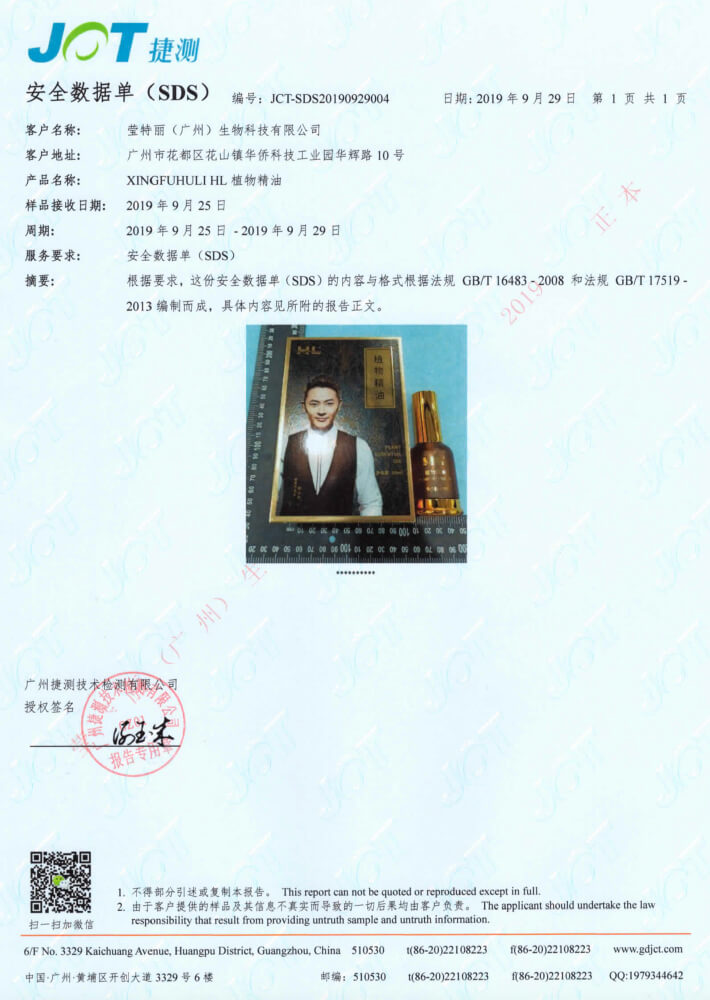 JCT 捷测
安全数据单（SDS） 编号：JCT-SDS20190929004 日期：2019 年 9 月 29 日 第 1 页 共 1 页
客户名称： 莹特丽（广州）生物科技有限公司
客户地址： 广州市花都区花山镇华侨科技工业园华辉路 10 号
产品名称： XINGFUHULI HL 植物精油
样品接收日期： 2019 年 9 月 25 日
周期： 2019 年 9 月 25 日 - 2019 年 9 月 29 日
服务要求： 安全数据单（SDS）
摘要： 根据要求，这份安全数据单（SDS）的内容与格式根据法规 GB/T 16483 - 2008 和法规 GB/T 17519 -
2013 编制而成，具体内容见所附的报告正文。
正本
2019
HL
植物精油
PLANT
ESSENTIAL
OIL
**********
（广州）生
广州捷测技术检测有限公司
授权签名
报告专用章
扫一扫加微信
1. 不得部分引述或复制本报告。 This report can not be quoted or reproduced except in full.
2. 由于客户提供的样品及其信息不真实而导致的一切后果均由客户负责。 The applicant should undertake the law
responsibility that result from providing untruth sample and untruth information.
6/F No. 3329 Kaichuang Avenue, Huangpu District, Guangzhou, China 510530 t(86-20)22108223 f(86-20)22108223 www.gdjct.com
中国·广州·黄埔区开创大道 3329 号 6 楼 邮编：510530 t(86-20)22108223 f(86-20)22108223 QQ:1979344642